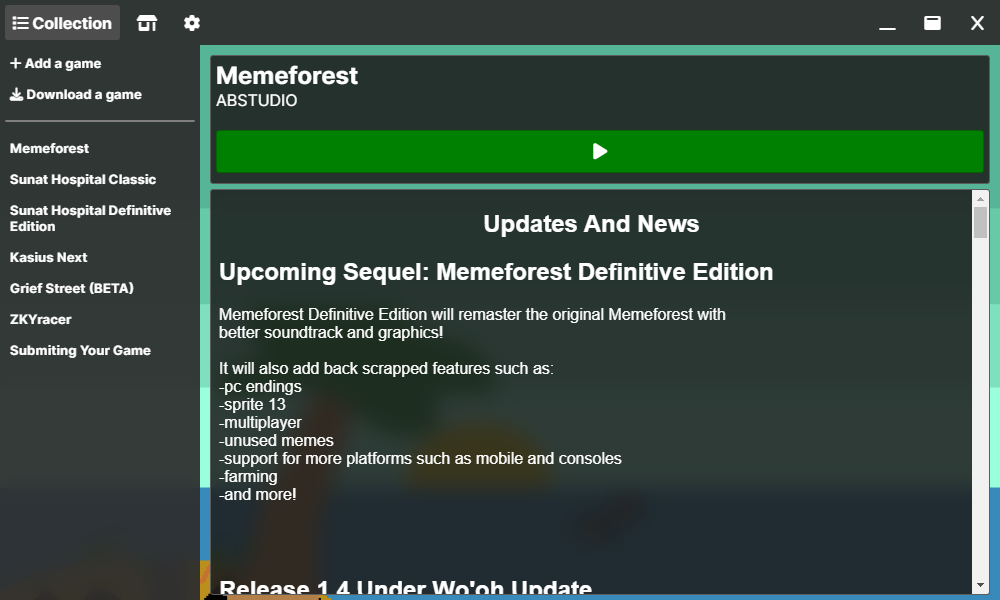 Collection
Add a game
Download a game
Memeforest
Sunat Hospital Classic
Sunat Hospital Definitive
Edition
Kasius Next
Grief Street (BETA)
ZKYracer
Submiting Your Game
Memeforest
ABSTUDIO
Updates And News
Upcoming Sequel: Memeforest Definitive Edition
Memeforest Definitive Edition will remaster the original Memeforest with
better soundtrack and graphics!
It will also add back scrapped features such as:
-pc endings
-sprite 13
-multiplayer
-unused memes
-support for more platforms such as mobile and consoles
-farming
-and more!
Release 1.4 Under Wo'oh Update